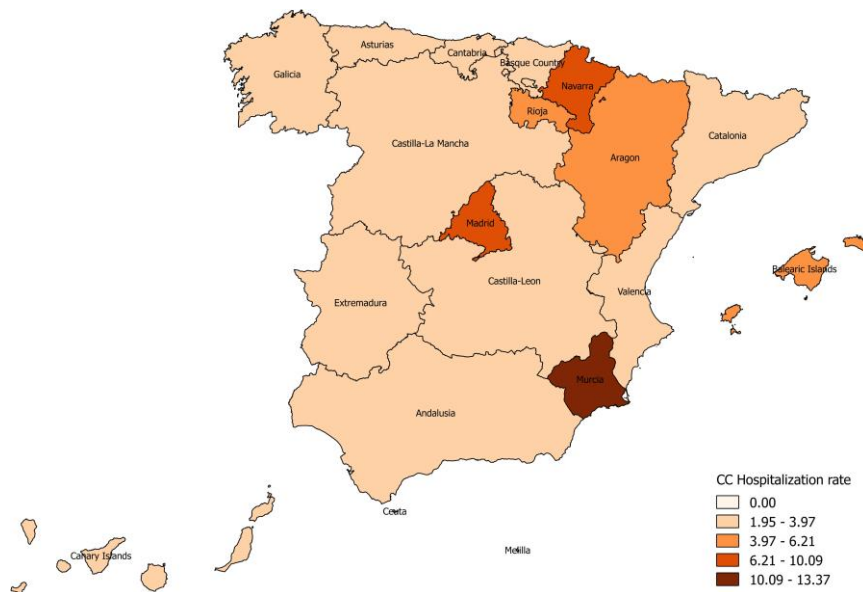 Asturias
Cantabria
Basque Country
Galicia
Navarra
Rioja
Castilla-La Mancha
Catalonia
Aragon
Madrid
Balearic Islands
Castilla-Leon
Valencia
Extremadura
Murcia
Andalusia
CC Hospitalization rate
0.00
1.95 - 3.97
3.97 - 6.21
6.21 - 10.09
10.09 - 13.37
Ceuta
Melilla
Canary Islands